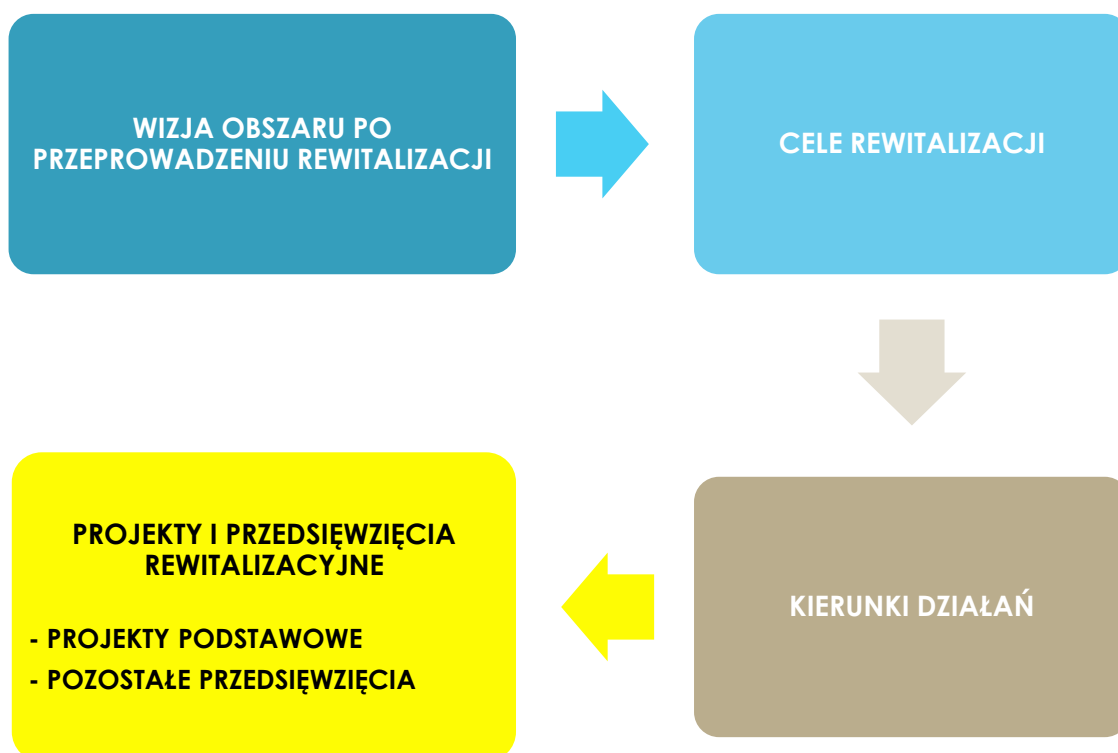 WIZJA OBSZARU PO
PRZEPROWADZENIU REWITALIZACJI
CELE REWITALIZACJI
KIERUNKI DZIAŁAŃ
PROJEKTY I PRZEDSIĘWZIĘCIA
REWITALIZACYJNE
- PROJEKTY PODSTAWOWE
- POZOSTAŁE PRZEDSIĘWZIĘCIA